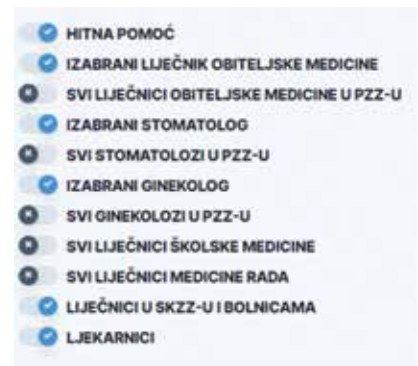 HITNA POMOĆ
IZABRANI LIJEČNIK OBITELJSKE MEDICINE
SVI LIJEČNICI OBITELJSKE MEDICINE U PZZ-U
IZABRANI STOMATOLOG
SVI STOMATOLOZI U PZZ-U
IZABRANI GINEKOLOG
SVI GINEKOLOZI U PZZ-U
SVI LIJEČNICI ŠKOLSKE MEDICINE
SVI LIJEČNICI MEDICINE RADA
LIJEČNICI U SKZZ-U I BOLNICAMA
LJEKARNICI